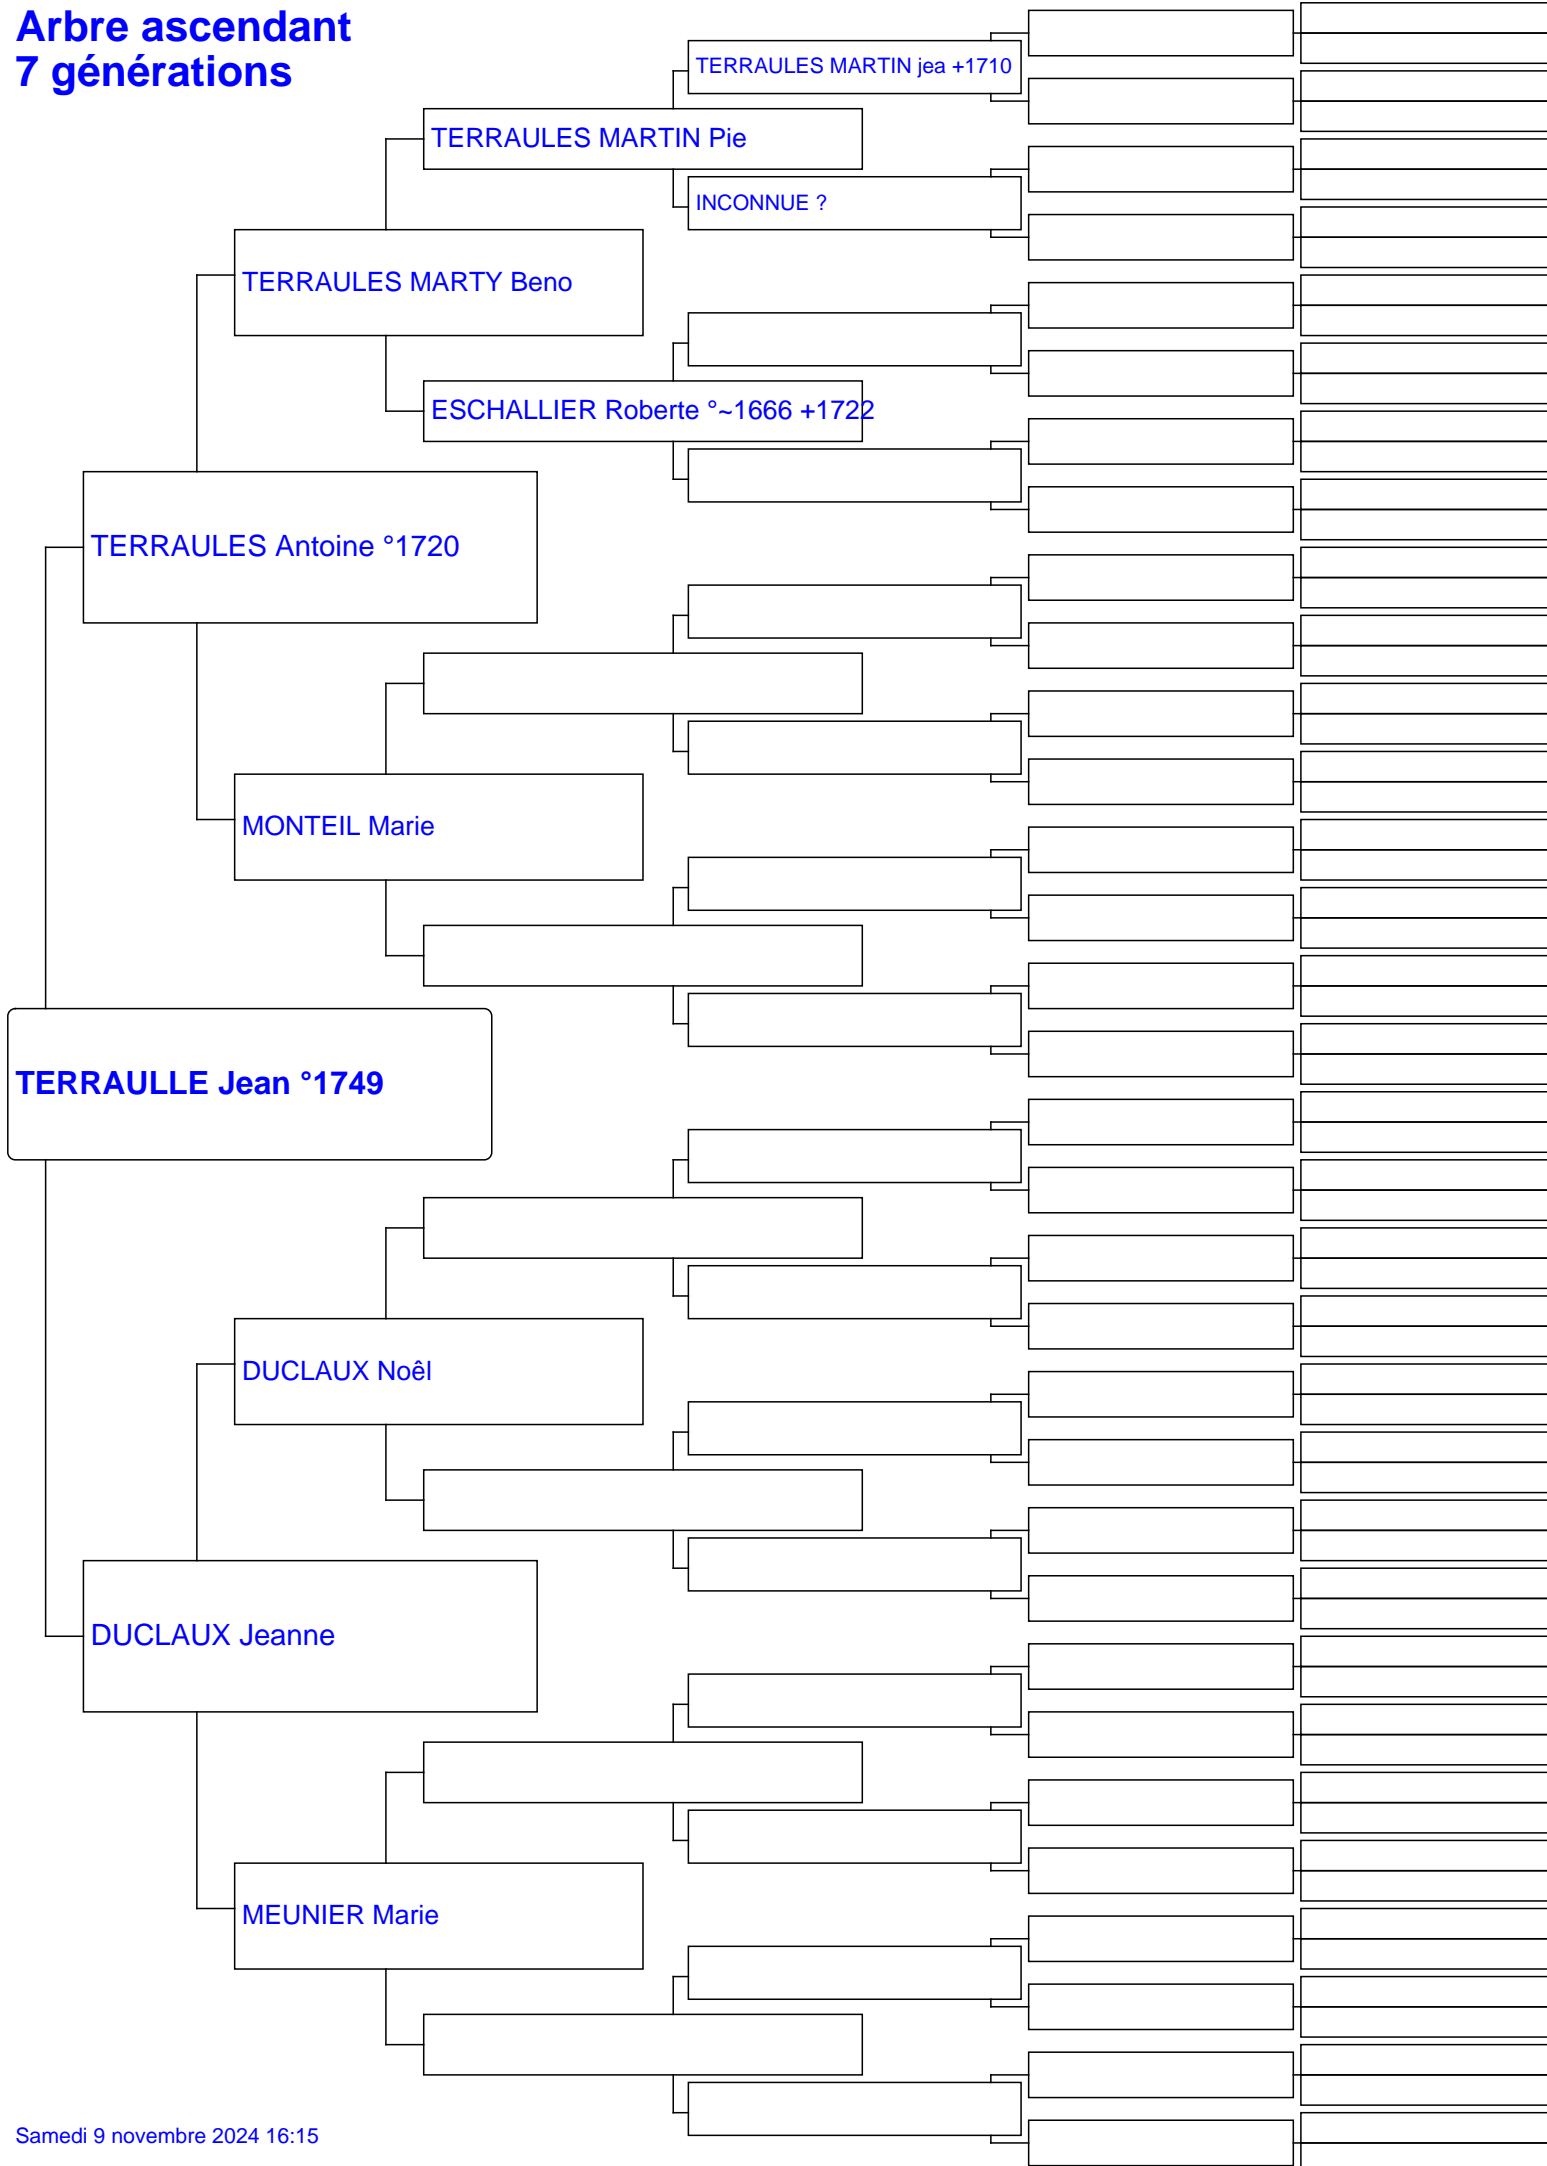 Arbre ascendant
7 générations
TERRAULES MARTIN jea +1710
TERRAULES MARTIN Pie
INCONNUE ?
TERRAULES MARTY Beno
ESCHALLIER Roberte °~1666 +1722
TERRAULES Antoine °1720
MONTEIL Marie
TERRAULLE Jean °1749
DUCLAUX Noêl
DUCLAUX Jeanne
MEUNIER Marie
Samedi 9 novembre 2024 16:15